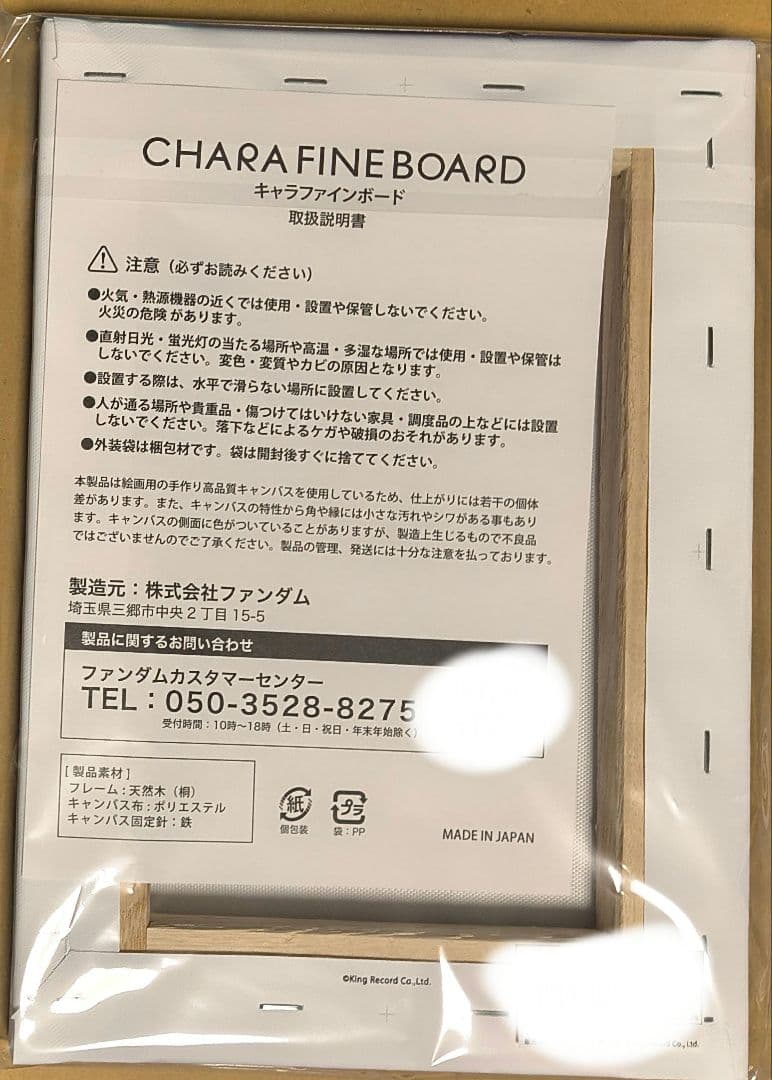 CHARA FINE BOARD
キャラファインボード
取扱説明書
注意（必ずお読みください）
●火気・熱源機器の近くでは使用・設置や保管しないでください。
火災の危険 があります。
●直射日光・蛍光灯の当たる場所や高温・多湿な場所では使用・設置や保管は
しないでください。変色・変質やカビの原因となります。
●設置する際は、水平で滑らない場所に設置してください。
●人が通る場所や貴重品・傷つけてはいけない家具・調度品の上などには設置
しないでください。落下などによるケガや破損のおそれがあります。
●外装袋は梱包材です。袋は開封後すぐに捨ててください。
本製品は絵画用の手作り高品質キャンバスを使用しているため、仕上がりには若干の個体
差があります。また、キャンバスの特性から角や縁には小さな汚れやシワがある事もあり
ます。キャンバスの側面に色がついていることがありますが、製造上生じるもので不良品
ではございませんのでご了承ください。製品の管理、発送には十分な注意を払っております。
製造元：株式会社ファンダム
埼玉県三郷市中央２丁目 15-5
製品に関するお問い合わせ
ファンダムカスタマーセンター
TEL：050-3528-8275
受付時間：10時〜18時（土・日・祝日・年末年始除く）
[ 製品素材 ]
フレーム：天然木（桐）
キャンバス布：ポリエステル
キャンバス固定針：鉄
紙
個包装
プラ
袋：PP
MADE IN JAPAN
©King Record Co.,Ltd.
Co., Ltd.